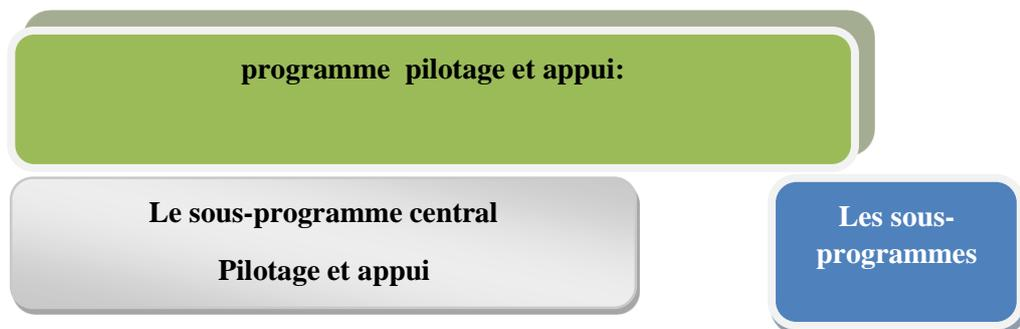 programme  pilotage et appui:
Le sous-programme central
Pilotage et appui
Les sous-
programmes